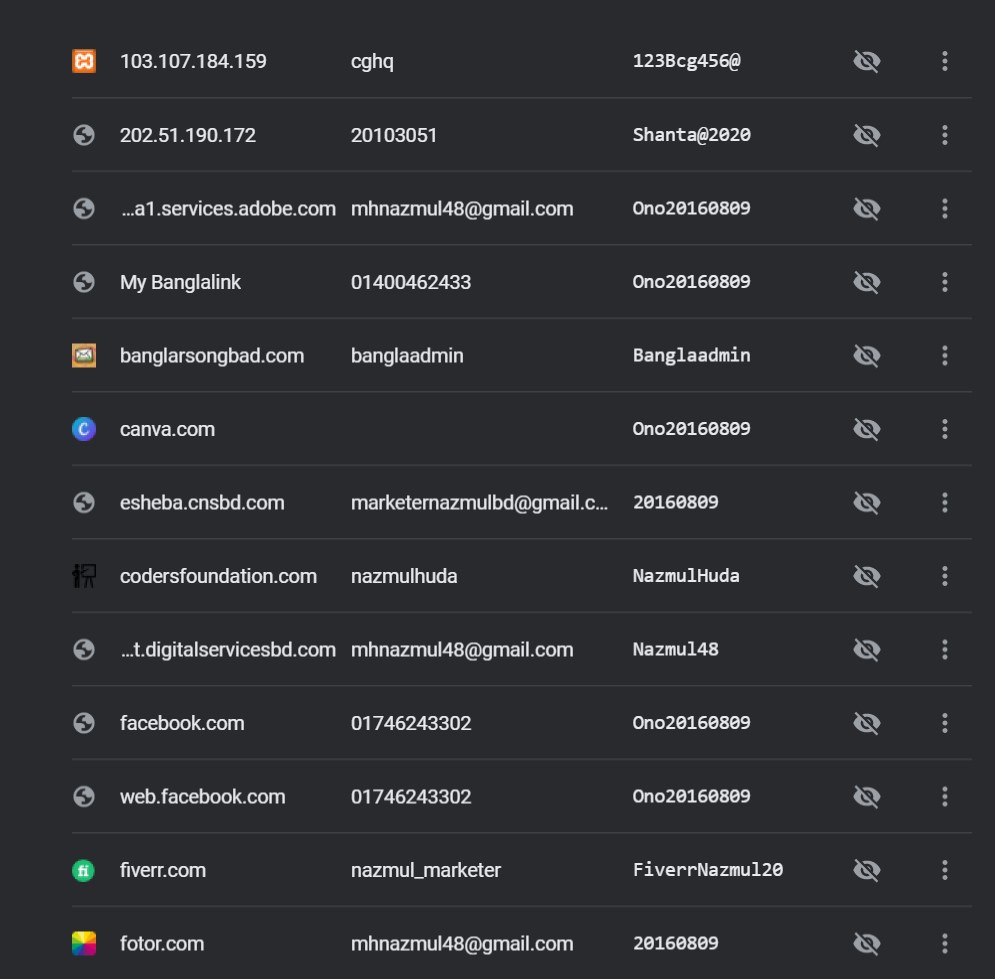 103.107.184.159 cghq 123Bcg456@
202.51.190.172 20103051 Shanta@2020
...a1.services.adobe.com mhnazmul48@gmail.com Ono20160809
My Banglalink 01400462433 Ono20160809
banglarsongbad.com banglaadmin Banglaadmin
canva.com Ono20160809
esheba.cnsbd.com marketernazmulbd@gmail.c... 20160809
codersfoundation.com nazmulhuda NazmulHuda
...t.digitalservicesbd.com mhnazmul48@gmail.com Nazmul48
facebook.com 01746243302 Ono20160809
web.facebook.com 01746243302 Ono20160809
fiverr.com nazmul_marketer FiverrNazmul20
fotor.com mhnazmul48@gmail.com 20160809